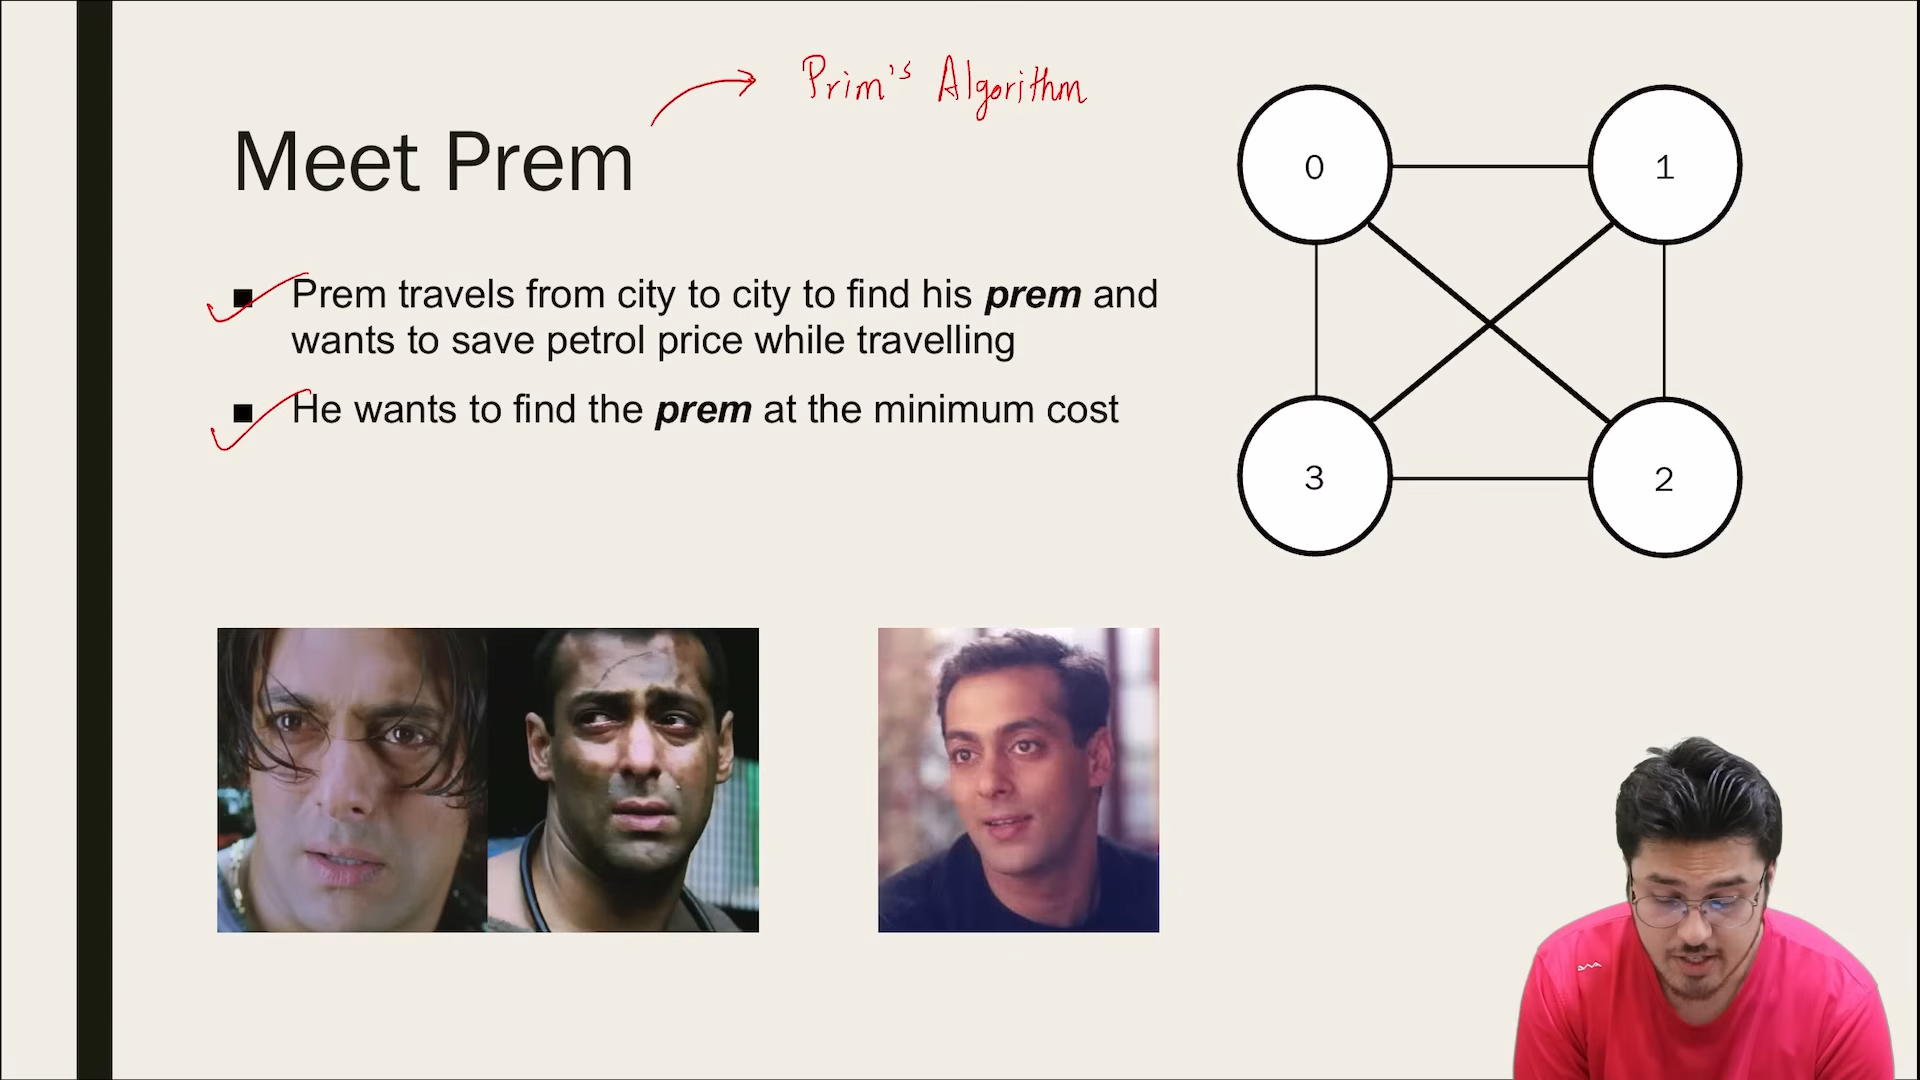 Prim's Algorithm
Meet Prem
Prem travels from city to city to find his prem and
wants to save petrol price while travelling
He wants to find the prem at the minimum cost
0
1
3
2